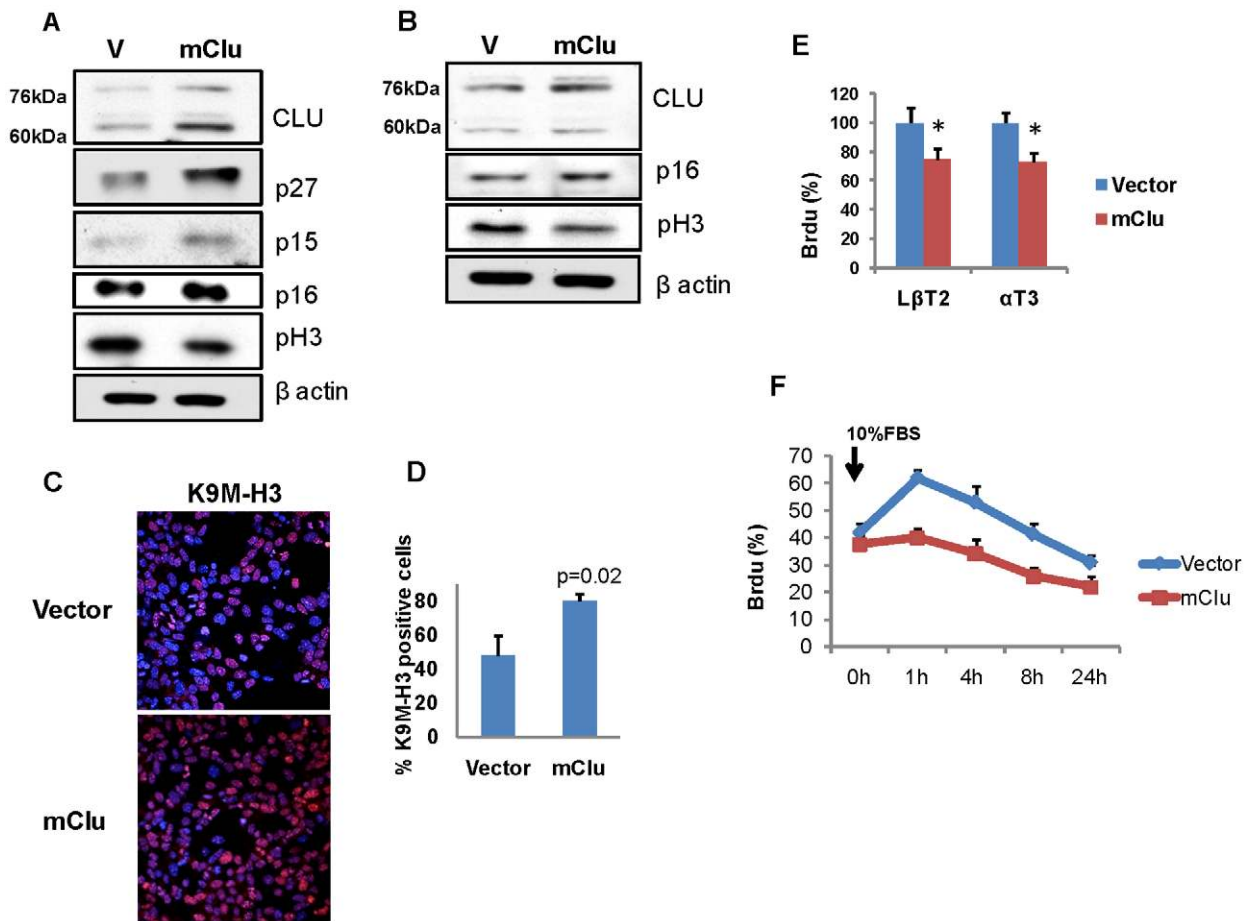 A
V mClu
76kDa
60kDa
CLU
p27
p15
p16
pH3
β actin
B
V mClu
76kDa
60kDa
CLU
p16
pH3
β actin
C
K9M-H3
Vector
mClu
D
% K9M-H3 positive cells
80
60
40
20
0
p=0.02
Vector mClu
E
Brdu (%)
120
100
80
60
40
20
0
* *
LβT2 αT3
Vector
mClu
F
10%FBS
Brdu (%)
70
60
50
40
30
20
10
0
0h 1h 4h 8h 24h
Vector
mClu